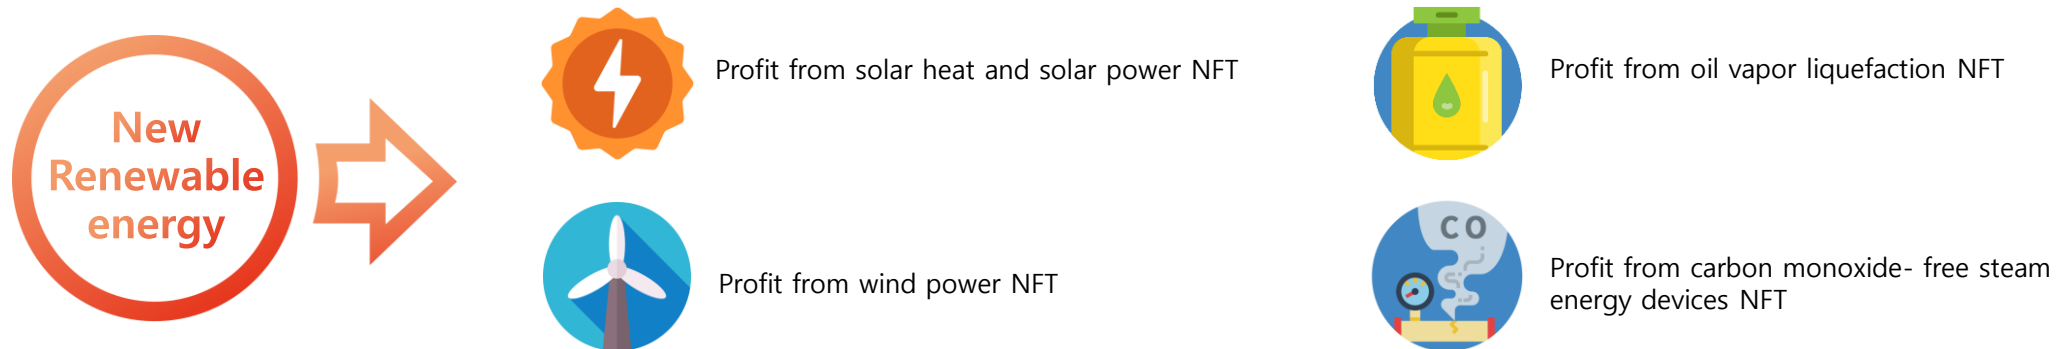 New
Renewable
energy
Profit from solar heat and solar power NFT
Profit from wind power NFT
Profit from oil vapor liquefaction NFT
CO
Profit from carbon monoxide- free steam
energy devices NFT